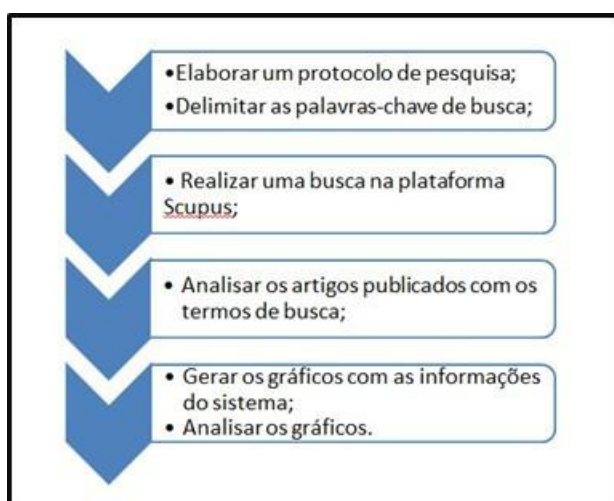 •Elaborar um protocolo de pesquisa;
•Delimitar as palavras-chave de busca;
• Realizar uma busca na plataforma
Scupus;
• Analisar os artigos publicados com os
termos de busca;
• Gerar os gráficos com as informações
do sistema;
• Analisar os gráficos.